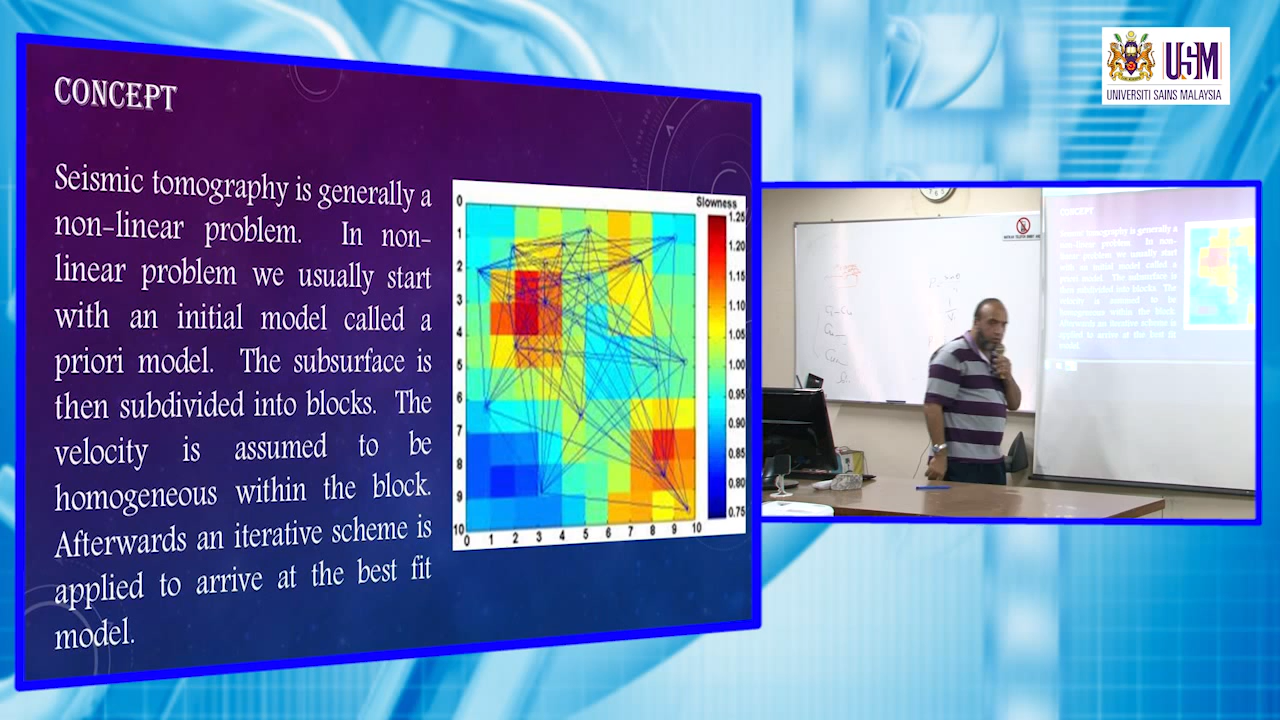 CONCEPT
Seismic tomography is generally a
non-linear problem. In non-
linear problem we usually start
with an initial model called a
priori model. The subsurface is
then subdivided into blocks. The
velocity is assumed to be
homogeneous within the block.
Afterwards an iterative scheme is
applied to arrive at the best fit
model.
Slowness
0
1
2
3
4
5
6
7
8
9
10
0 1 2 3 4 5 6 7 8 9 10
1.25
1.20
1.15
1.10
1.05
1.00
0.95
0.90
0.85
0.80
0.75
USM
UNIVERSITI SAINS MALAYSIA
CONCEPT
Seismic tomography is generally a
non-linear problem. In non-
linear problem we usually start
with an initial model called a
priori model. The subsurface is
then subdivided into blocks. The
velocity is assumed to be
homogeneous within the block.
Afterwards an iterative scheme is
applied to arrive at the best fit
model.